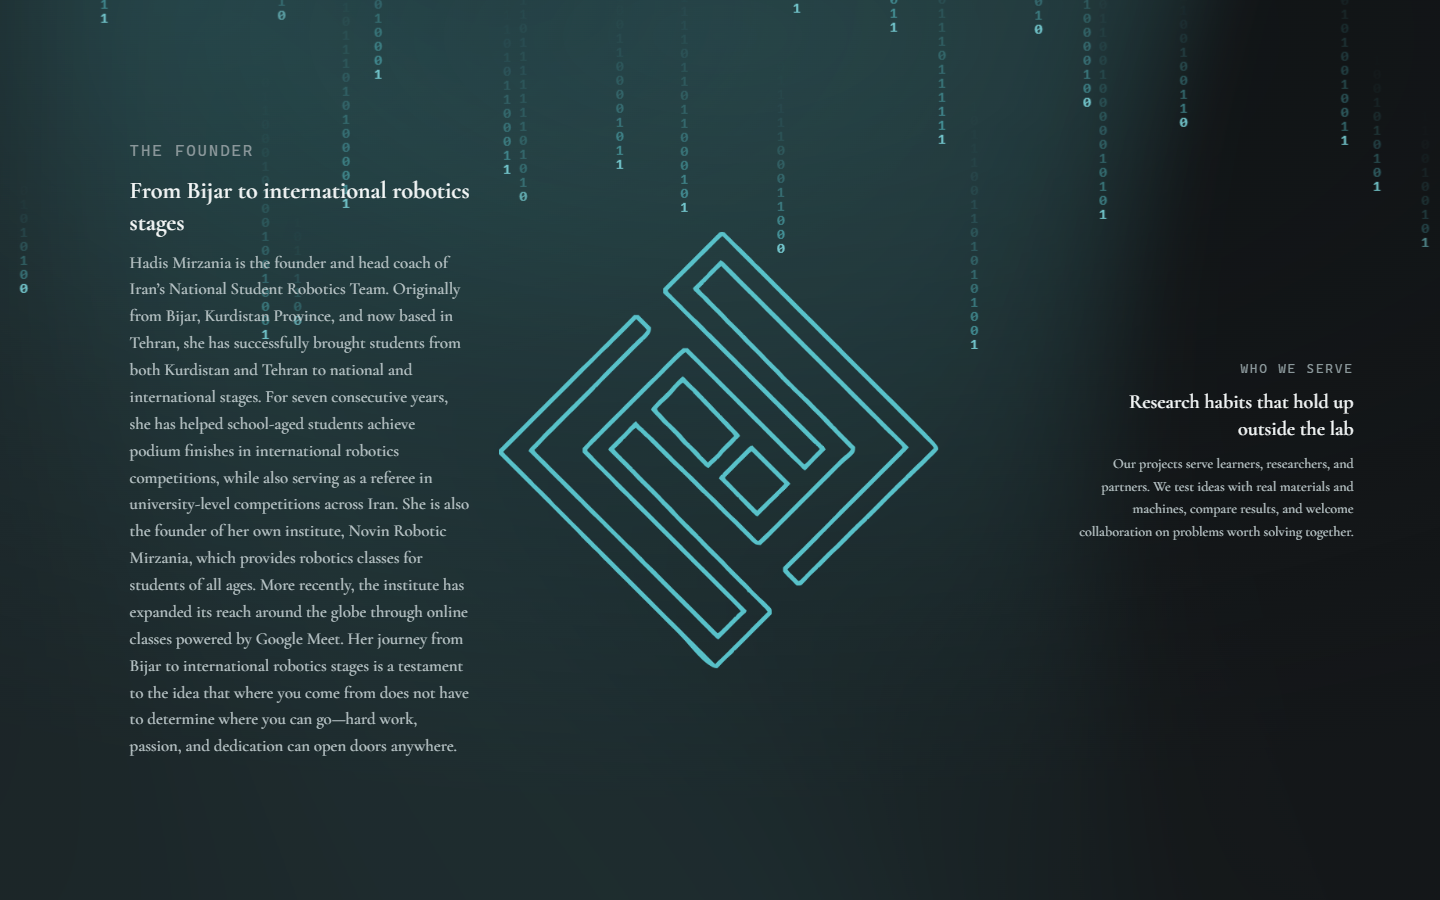 THE FOUNDER
From Bijar to international robotics
stages
Hadis Mirzania is the founder and head coach of
Iran’s National Student Robotics Team. Originally
from Bijar, Kurdistan Province, and now based in
Tehran, she has successfully brought students from
both Kurdistan and Tehran to national and
international stages. For seven consecutive years,
she has helped school-aged students achieve
podium finishes in international robotics
competitions, while also serving as a referee in
university-level competitions across Iran. She is also
the founder of her own institute, Novin Robotic
Mirzania, which provides robotics classes for
students of all ages. More recently, the institute has
expanded its reach around the globe through online
classes powered by Google Meet. Her journey from
Bijar to international robotics stages is a testament
to the idea that where you come from does not have
to determine where you can go—hard work,
passion, and dedication can open doors anywhere.
WHO WE SERVE
Research habits that hold up
outside the lab
Our projects serve learners, researchers, and
partners. We test ideas with real materials and
machines, compare results, and welcome
collaboration on problems worth solving together.